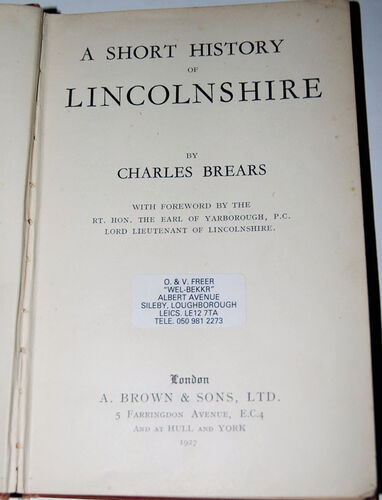 A SHORT HISTORY
OF
LINCOLNSHIRE
BY
CHARLES BREARS
WITH FOREWORD BY THE
RT. HON. THE EARL OF YARBOROUGH, P.C.
LORD LIEUTENANT OF LINCOLNSHIRE.
O. & V. FREER
"WEL-BEKKR"
ALBERT AVENUE
SILEBY, LOUGHBOROUGH
LEICS. LE12 7TA
TELE. 050 981 2273
London
A. BROWN & SONS, LTD.
5 FARRINGDON AVENUE, E.C.4
AND AT HULL AND YORK
1927